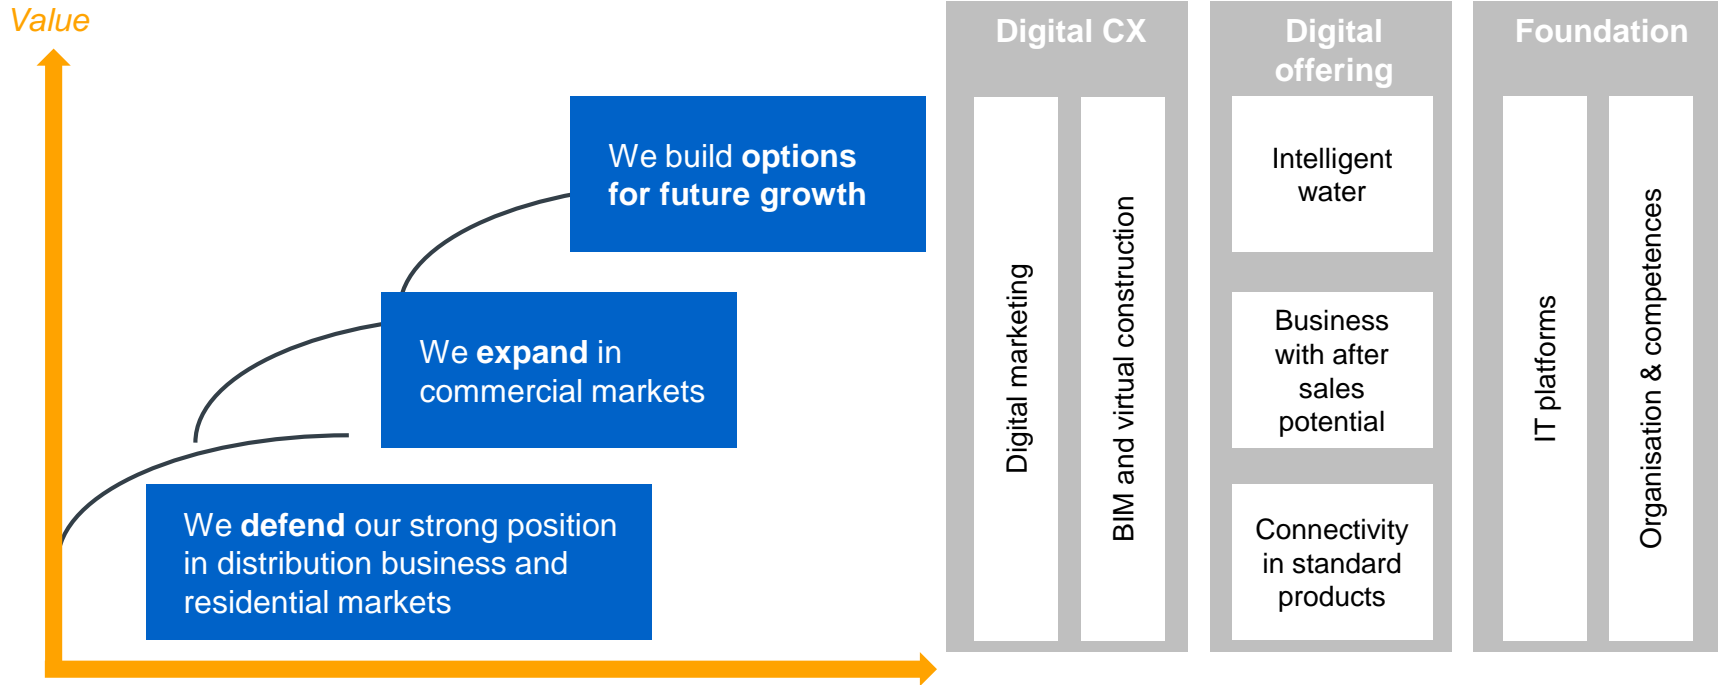 Value
We build options
for future growth
We expand in
commercial markets
We defend our strong position
in distribution business and
residential markets
Digital CX
Digital marketing
BIM and virtual construction
Digital
offering
Intelligent
water
Business
with after
sales
potential
Connectivity
in standard
products
Foundation
IT platforms
Organisation & competences